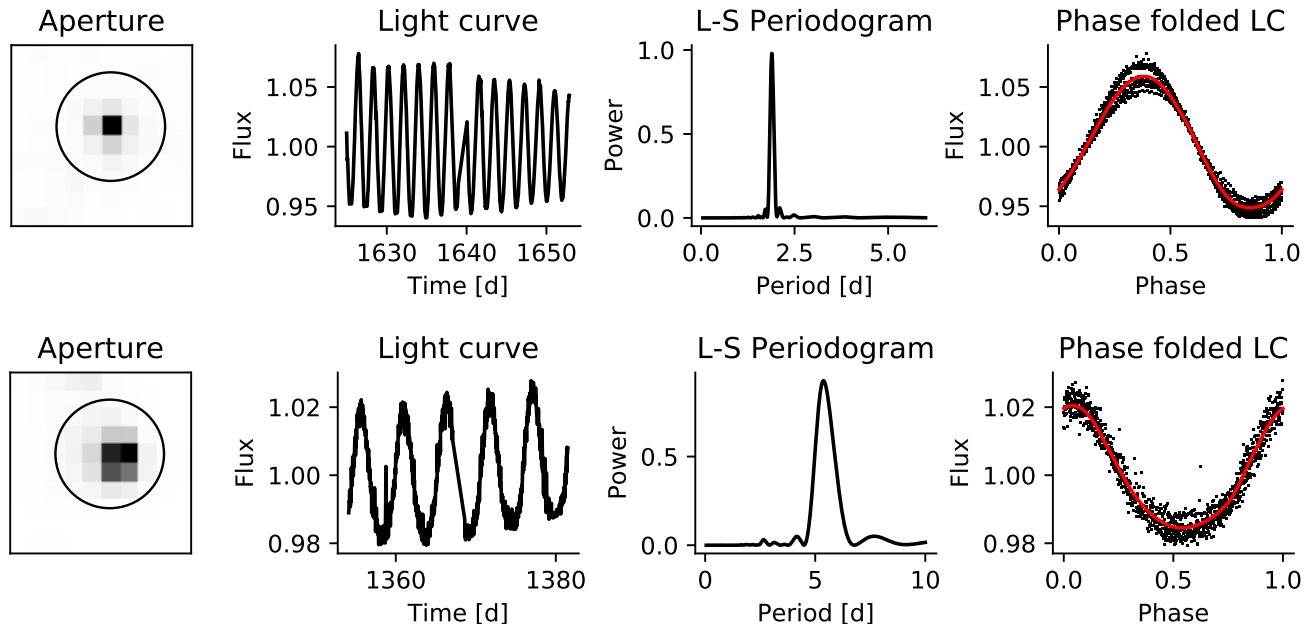 Aperture
Light curve
L-S Periodogram
Phase folded LC
Flux
1.05
1.00
0.95
1630 1640 1650
Time [d]
Power
1.0
0.5
0.0
0.0 2.5 5.0
Period [d]
Flux
1.05
1.00
0.95
0.0 0.5 1.0
Phase
Aperture
Light curve
L-S Periodogram
Phase folded LC
Flux
1.02
1.00
0.98
1360 1380
Time [d]
Power
0.5
0.0
0 5 10
Period [d]
Flux
1.02
1.00
0.98
0.0 0.5 1.0
Phase